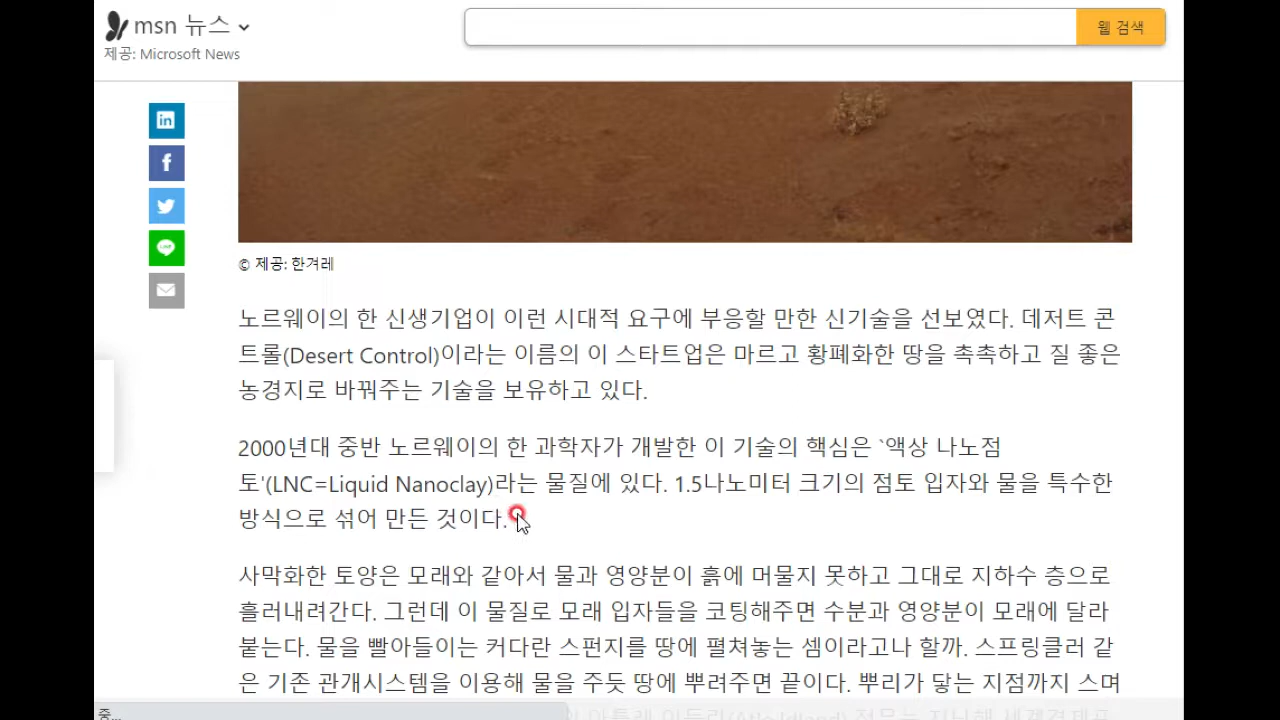 msn 뉴스
제공: Microsoft News
웹 검색
© 제공: 한겨레
노르웨이의 한 신생기업이 이런 시대적 요구에 부응할 만한 신기술을 선보였다. 데저트 콘
트롤(Desert Control)이라는 이름의 이 스타트업은 마르고 황폐화한 땅을 촉촉하고 질 좋은
농경지로 바꿔주는 기술을 보유하고 있다.
2000년대 중반 노르웨이의 한 과학자가 개발한 이 기술의 핵심은 `액상 나노점
토'(LNC=Liquid Nanoclay)라는 물질에 있다. 1.5나노미터 크기의 점토 입자와 물을 특수한
방식으로 섞어 만든 것이다.
사막화한 토양은 모래와 같아서 물과 영양분이 흙에 머물지 못하고 그대로 지하수 층으로
흘러내려간다. 그런데 이 물질로 모래 입자들을 코팅해주면 수분과 영양분이 모래에 달라
붙는다. 물을 빨아들이는 커다란 스펀지를 땅에 펼쳐놓는 셈이라고나 할까. 스프링클러 같
은 기존 관개시스템을 이용해 물을 주듯 땅에 뿌려주면 끝이다. 뿌리가 닿는 지점까지 스며
중...